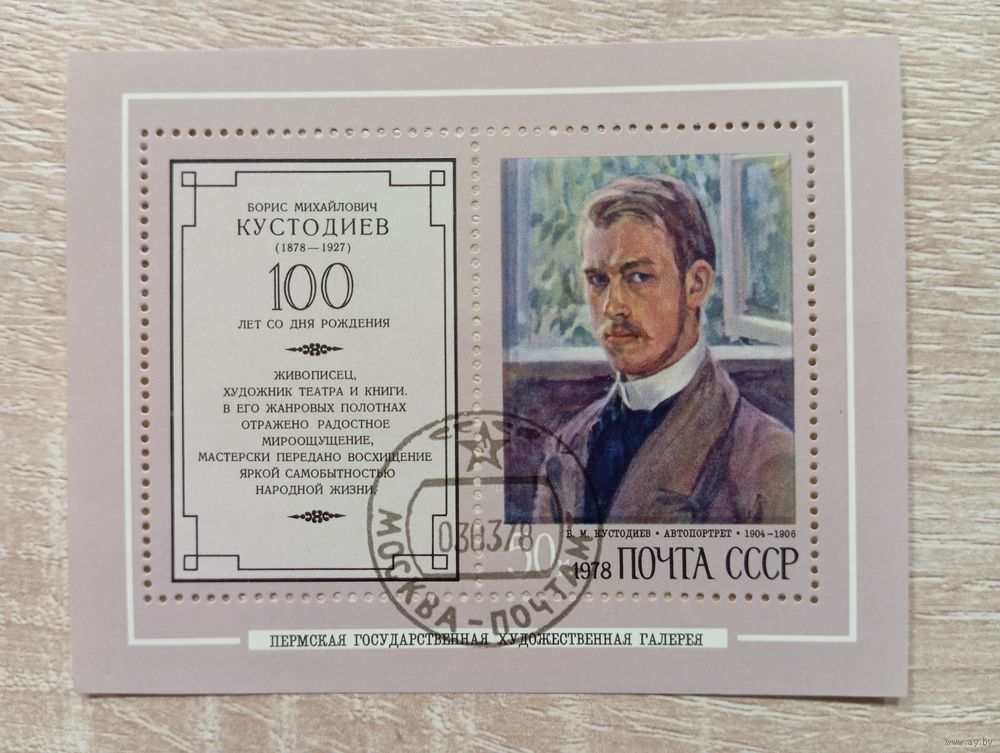 БОРИС МИХАЙЛОВИЧ
КУСТОДИЕВ
(1878—1927)
100
ЛЕТ СО ДНЯ РОЖДЕНИЯ
ЖИВОПИСЕЦ,
ХУДОЖНИК ТЕАТРА И КНИГИ.
В ЕГО ЖАНРОВЫХ ПОЛОТНАХ
ОТРАЖЕНО РАДОСТНОЕ
МИРООЩУЩЕНИЕ,
МАСТЕРСКИ ПЕРЕДАНО ВОСХИЩЕНИЕ
ЯРКОЙ САМОБЫТНОСТЬЮ
НАРОДНОЙ ЖИЗНИ.
Б. М. КУСТОДИЕВ • АВТОПОРТРЕТ • 1904–1906
50
1978 ПОЧТА СССР
СССР
030378
МОСКВА-ПОЧТАМТ
ПЕРМСКАЯ ГОСУДАРСТВЕННАЯ ХУДОЖЕСТВЕННАЯ ГАЛЕРЕЯ
www.ay.by